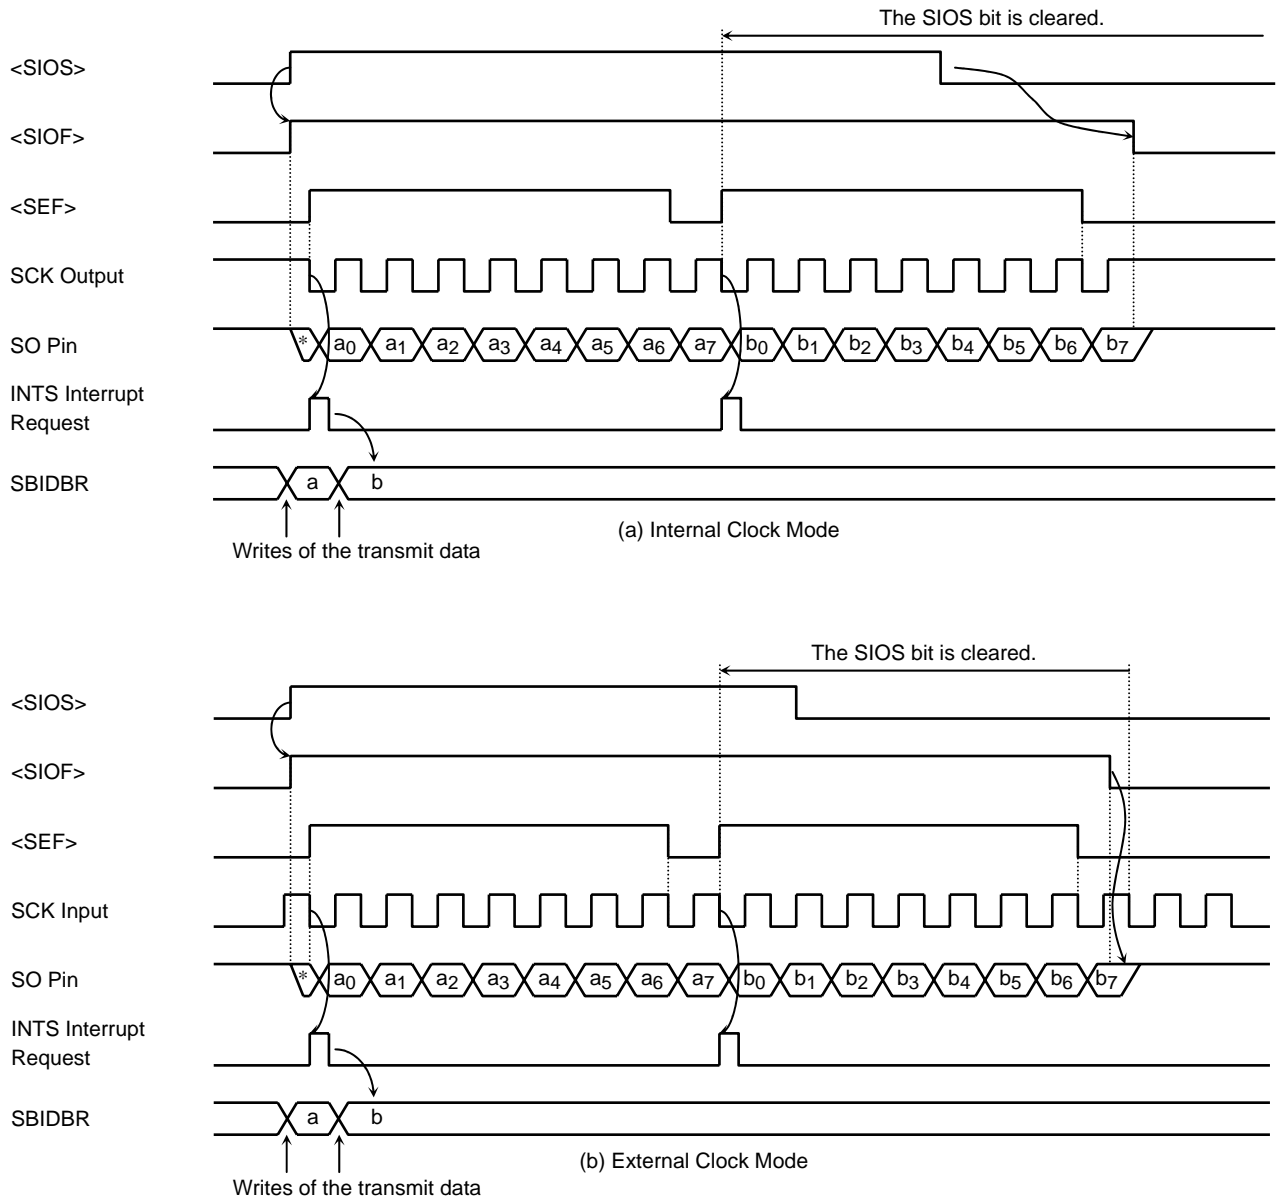 The SIOS bit is cleared.
<SIOS>
<SIOF>
<SEF>
SCK Output
SO Pin * a0 a1 a2 a3 a4 a5 a6 a7 b0 b1 b2 b3 b4 b5 b6 b7
INTS Interrupt
Request
SBIDBR a b
(a) Internal Clock Mode
Writes of the transmit data
The SIOS bit is cleared.
<SIOS>
<SIOF>
<SEF>
SCK Input
SO Pin * a0 a1 a2 a3 a4 a5 a6 a7 b0 b1 b2 b3 b4 b5 b6 b7
INTS Interrupt
Request
SBIDBR a b
(b) External Clock Mode
Writes of the transmit data